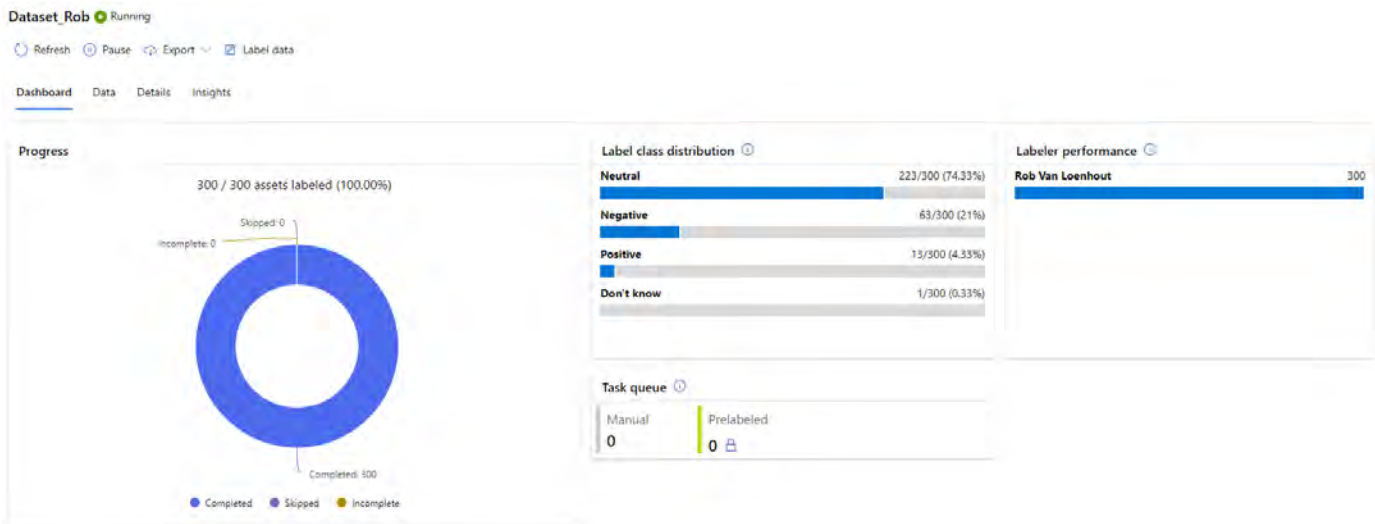 Dataset_Rob Running
Refresh Pause Export Label data
Dashboard Data Details Insights
Progress
300 / 300 assets labeled (100.00%)
Skipped: 0
Incomplete: 0
Completed: 300
Completed Skipped Incomplete
Label class distribution
Neutral 223/300 (74.33%)
Negative 63/300 (21%)
Positive 13/300 (4.33%)
Don't know 1/300 (0.33%)
Task queue
Manual Prelabeled
0 0
Labeler performance
Rob Van Loenhout 300